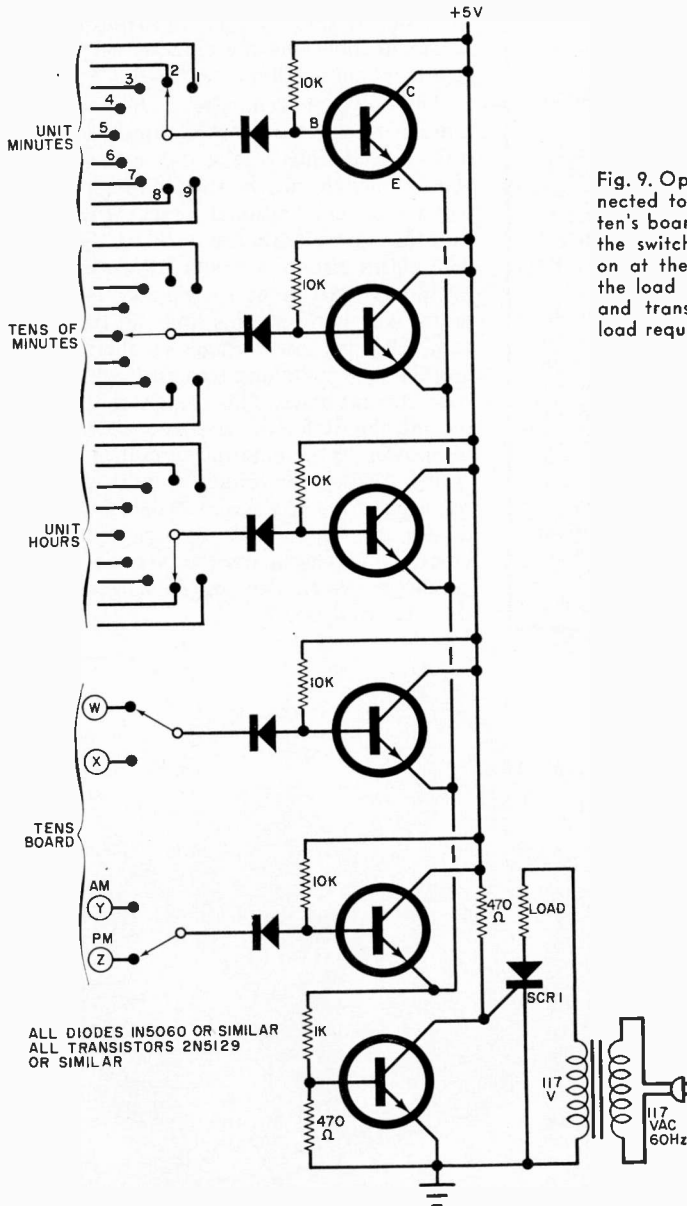 +5V
1
2
3
4
5
6
7
8
9
UNIT
MINUTES
10K
B
C
E
Fig. 9. Op
nected to
ten's board
the switch
on at the
the load
and trans
load requ
TENS OF
MINUTES
10K
UNIT
HOURS
10K
10K
W
X
TENS
BOARD
AM
Y
PM
Z
10K
470
Ω
LOAD
SCR1
ALL DIODES IN5060 OR SIMILAR
ALL TRANSISTORS 2N5129
OR SIMILAR
1K
470
Ω
117
V
117
VAC
60Hz